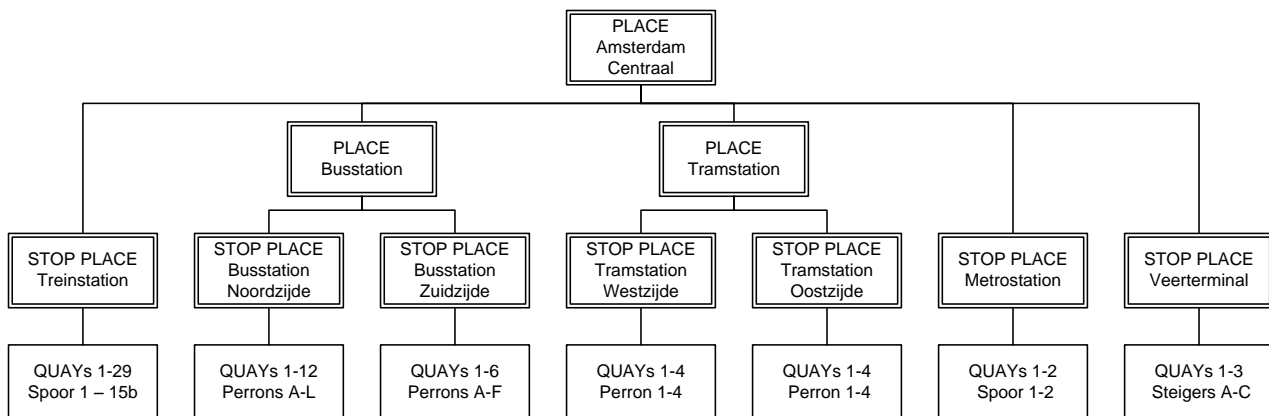 PLACE
Amsterdam
Centraal
PLACE
Busstation
PLACE
Tramstation
STOP PLACE
Treinstation
STOP PLACE
Busstation
Noordzijde
STOP PLACE
Busstation
Zuidzijde
STOP PLACE
Tramstation
Westzijde
STOP PLACE
Tramstation
Oostzijde
STOP PLACE
Metrostation
STOP PLACE
Veerterminal
QUAYs 1-29
Spoor 1 – 15b
QUAYs 1-12
Perrons A-L
QUAYs 1-6
Perrons A-F
QUAYs 1-4
Perron 1-4
QUAYs 1-4
Perron 1-4
QUAYs 1-2
Spoor 1-2
QUAYs 1-3
Steigers A-C